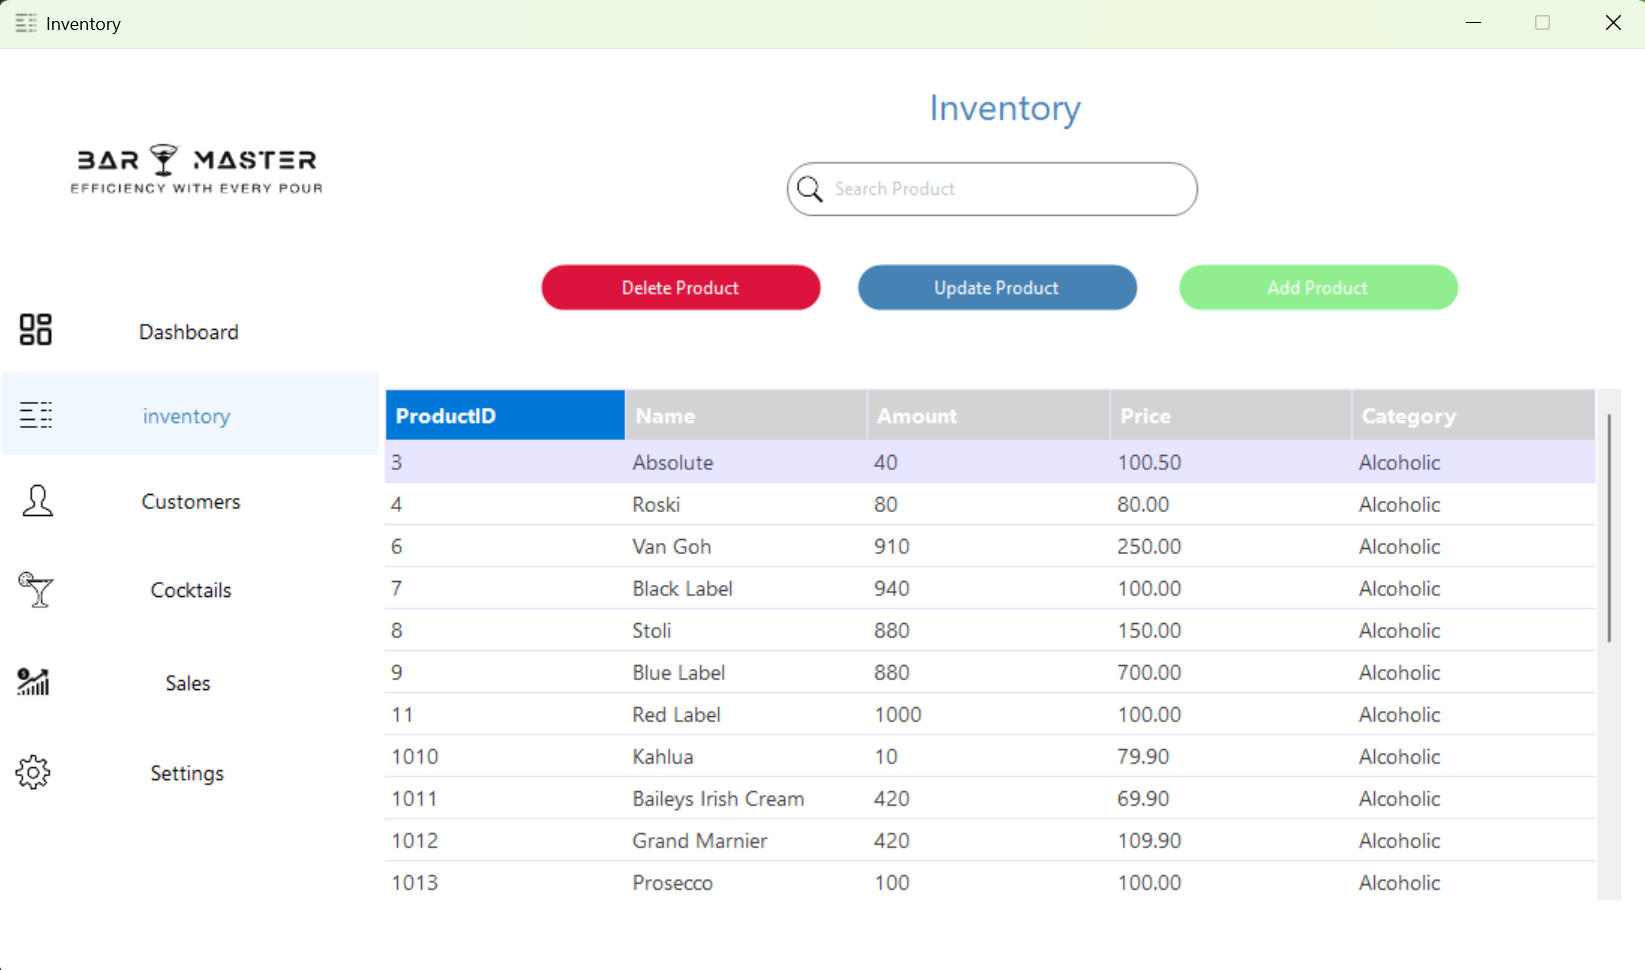 Inventory
BAR MASTER
EFFICIENCY WITH EVERY POUR
Dashboard
inventory
Customers
Cocktails
Sales
Settings
Inventory
Search Product
Delete Product Update Product Add Product
ProductID Name Amount Price Category
3 Absolute 40 100.50 Alcoholic
4 Roski 80 80.00 Alcoholic
6 Van Goh 910 250.00 Alcoholic
7 Black Label 940 100.00 Alcoholic
8 Stoli 880 150.00 Alcoholic
9 Blue Label 880 700.00 Alcoholic
11 Red Label 1000 100.00 Alcoholic
1010 Kahlua 10 79.90 Alcoholic
1011 Baileys Irish Cream 420 69.90 Alcoholic
1012 Grand Marnier 420 109.90 Alcoholic
1013 Prosecco 100 100.00 Alcoholic